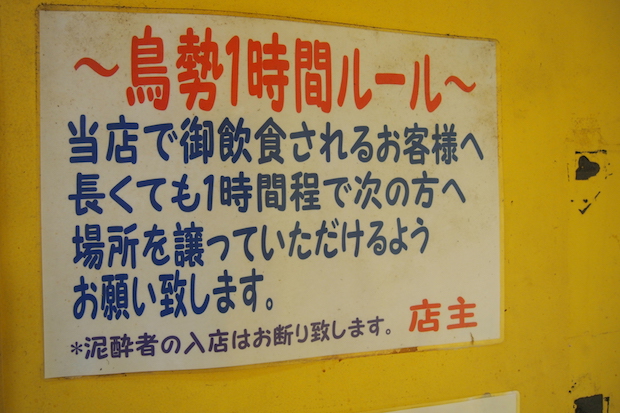 ～鳥勢1時間ルール～
当店で御飲食されるお客様へ
長くても1時間程で次の方へ
場所を譲っていただけるよう
お願い致します。
*泥酔者の入店はお断り致します。 店主